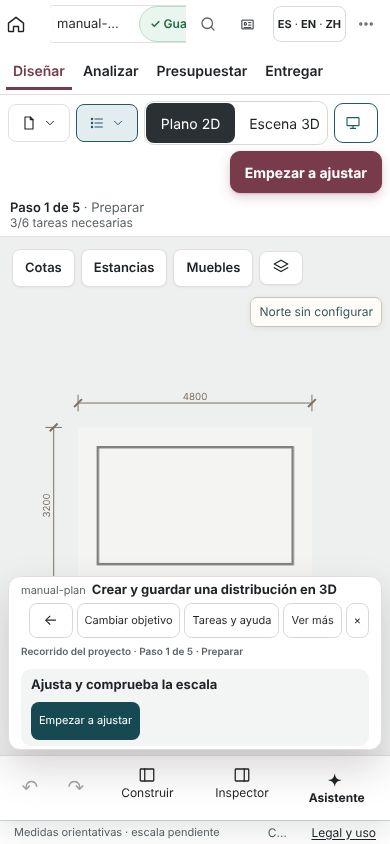 manual-...
✓ Gua
ES · EN · ZH
Diseñar
Analizar
Presupuestar
Entregar
Plano 2D
Escena 3D
Empezar a ajustar
Paso 1 de 5 · Preparar
3/6 tareas necesarias
Cotas
Estancias
Muebles
Norte sin configurar
4800
3200
manual-plan Crear y guardar una distribución en 3D
Cambiar objetivo
Tareas y ayuda
Ver más
×
Recorrido del proyecto · Paso 1 de 5 · Preparar
Ajusta y comprueba la escala
Empezar a ajustar
Construir
Inspector
Asistente
Medidas orientativas · escala pendiente
C...
Legal y uso